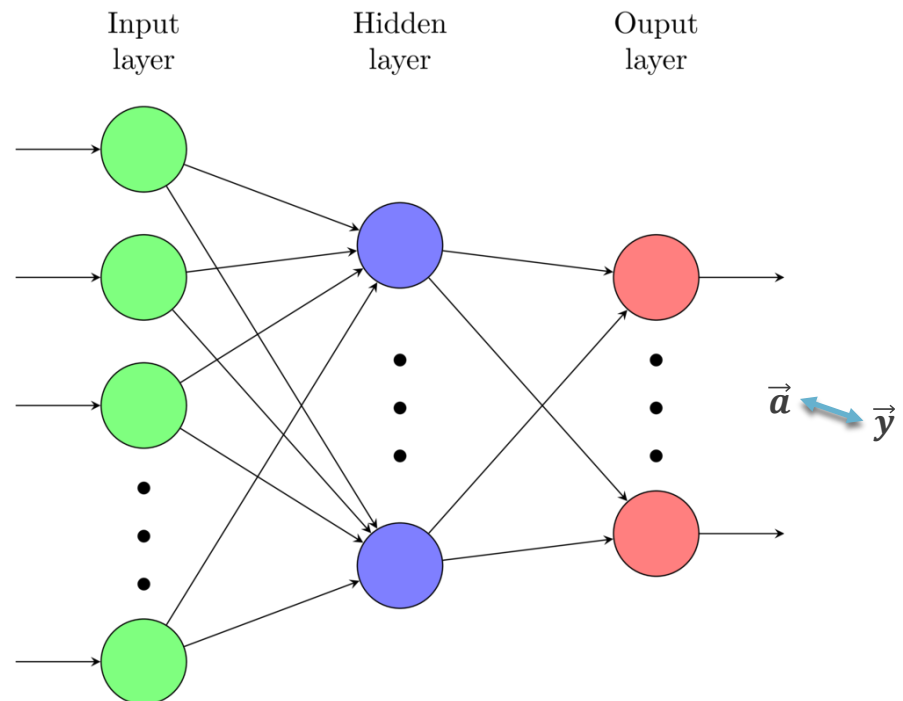 Input
layer
Hidden
layer
Ouput
layer
a⃗
y⃗